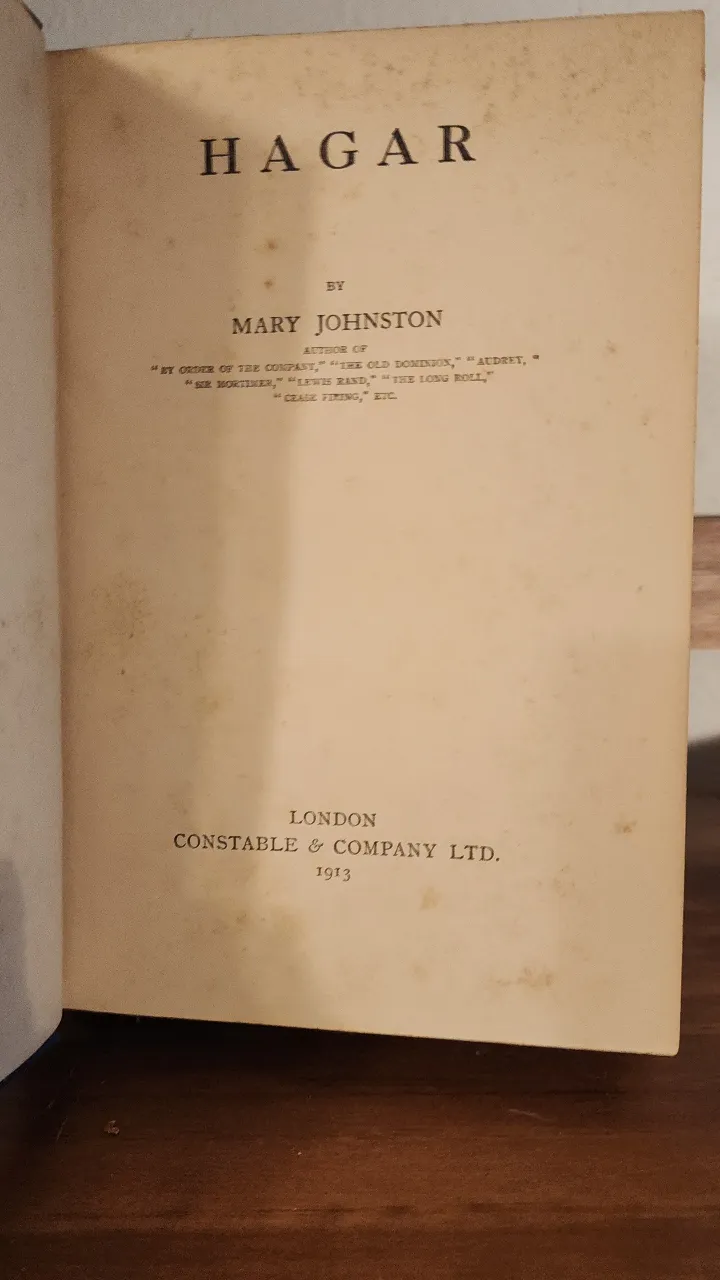 HAGAR
BY
MARY JOHNSTON
AUTHOR OF
"BY ORDER OF THE COMPANY," "THE OLD DOMINION," "AUDREY, "
"SIR MORTIMER," "LEWIS RAND," "THE LONG ROLL,"
"CEASE FIRING," ETC.
LONDON
CONSTABLE & COMPANY LTD.
1913